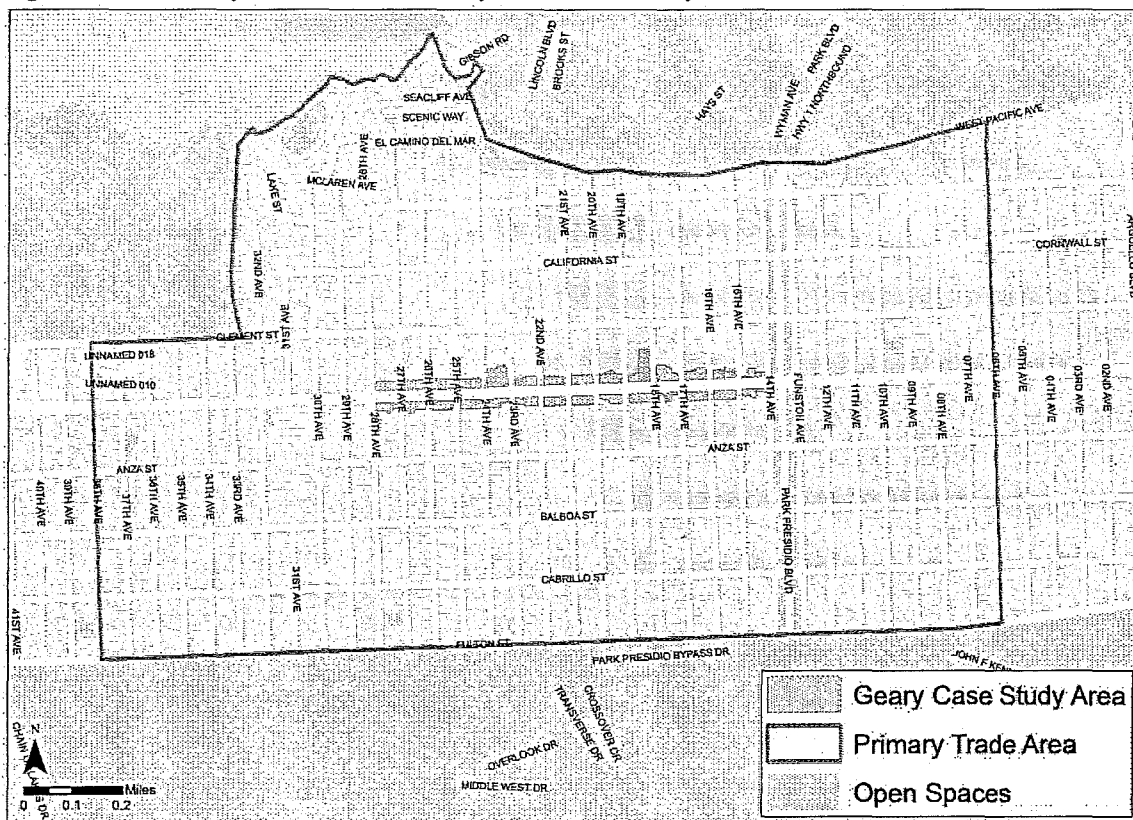 GIBSON RD
LINCOLN BLVD
BROOKS ST
HAYS ST
WYMAN AVE
PARK BLVD
HWY 1 NORTHBOUND
WEST PACIFIC AVE
SEACLIFF AVE
SCENIC WAY
EL CAMINO DEL MAR
28TH AVE
MCLAREN AVE
LAKE ST
21ST AVE
20TH AVE
19TH AVE
CORNWALL ST
ARGUELLO BLVD
32ND AVE
CALIFORNIA ST
16TH AVE
15TH AVE
31ST AVE
CLEMENT ST
22ND AVE
UNNAMED 018
UNNAMED 010
27TH AVE
26TH AVE
25TH AVE
30TH AVE
29TH AVE
28TH AVE
24TH AVE
23RD AVE
18TH AVE
17TH AVE
14TH AVE
FUNSTON AVE
12TH AVE
11TH AVE
10TH AVE
09TH AVE
08TH AVE
07TH AVE
06TH AVE
05TH AVE
04TH AVE
03RD AVE
02ND AVE
ANZA ST
ANZA ST
40TH AVE
39TH AVE
38TH AVE
37TH AVE
36TH AVE
35TH AVE
34TH AVE
33RD AVE
BALBOA ST
PARK PRESIDIO BLVD
CABRILLO ST
31ST AVE
41ST AVE
FULTON ST
PARK PRESIDIO BYPASS DR
JOHN F KEN
CROSSOVER DR
TRANSVERSE DR
OVERLOOK DR
MIDDLE WEST DR
N
Miles
0 0.1 0.2
Geary Case Study Area
Primary Trade Area
Open Spaces